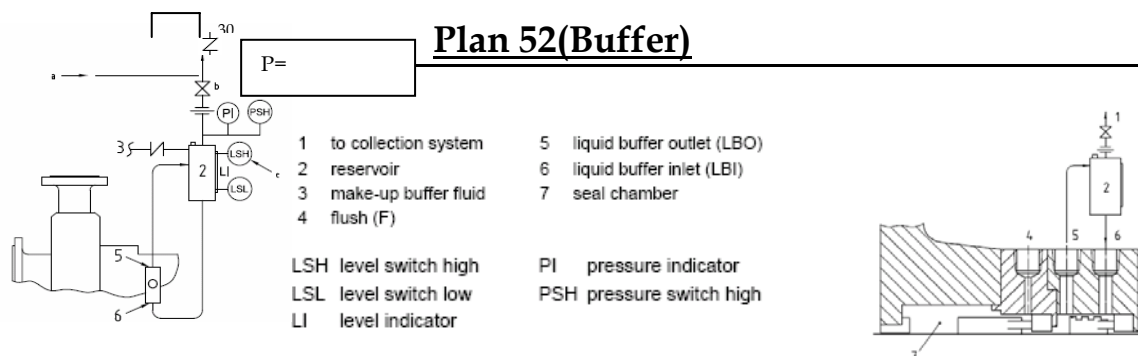 Plan 52(Buffer)
30
P=
a
b
PI
PSH
3
2
LSH
LI
c
LSL
5
6
1 to collection system
2 reservoir
3 make-up buffer fluid
4 flush (F)
5 liquid buffer outlet (LBO)
6 liquid buffer inlet (LBI)
7 seal chamber
LSH level switch high
LSL level switch low
LI level indicator
PI pressure indicator
PSH pressure switch high
1
2
4
5
6